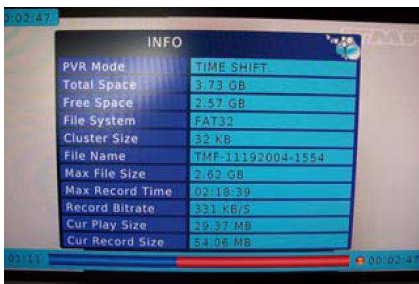 0:02:47
INFO
PVR Mode TIME SHIFT
Total Space 3.73 GB
Free Space 2.57 GB
File System FAT32
Cluster Size 32 KB
File Name TMF-11192004-1554
Max File Size 2.62 GB
Max Record Time 02:18:39
Record Bitrate 331 KB/S
Cur Play Size 29.37 MB
Cur Record Size 54.06 MB
01:11 00:02:47